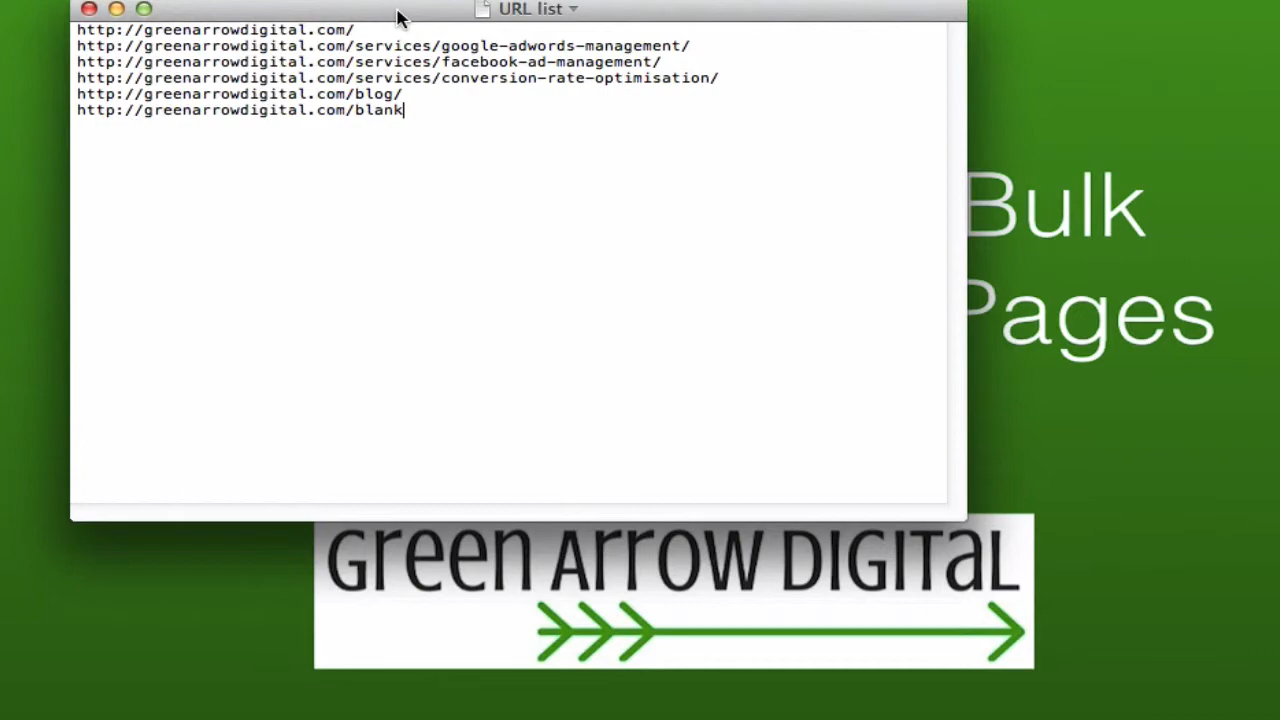 URL list
http://greenarrowdigital.com/
http://greenarrowdigital.com/services/google-adwords-management/
http://greenarrowdigital.com/services/facebook-ad-management/
http://greenarrowdigital.com/services/conversion-rate-optimisation/
http://greenarrowdigital.com/blog/
http://greenarrowdigital.com/blank
Bulk
Pages
Green Arrow Digital